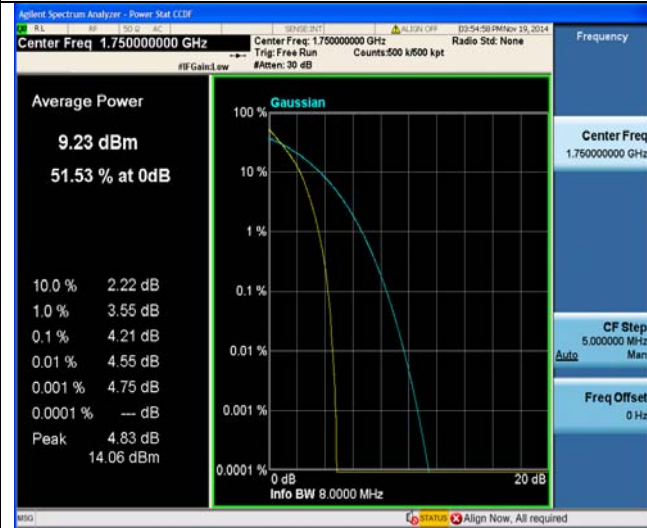 Agilent Spectrum Analyzer - Power Stat CCDF
RL RF 50 Ω AC SENSE:INT ALIGN OFF 03:54:58 PM Nov 19, 2014
Center Freq 1.750000000 GHz
Center Freq: 1.750000000 GHz Radio Std: None
Trig: Free Run Counts:500 k/500 kpt
#IFGain:Low #Atten: 30 dB
Frequency
Average Power
9.23 dBm
51.53 % at 0dB
10.0 % 2.22 dB
1.0 % 3.55 dB
0.1 % 4.21 dB
0.01 % 4.55 dB
0.001 % 4.75 dB
0.0001 % --- dB
Peak 4.83 dB
14.06 dBm
Gaussian
100 %
10 %
1 %
0.1 %
0.01 %
0.001 %
0.0001 %
0 dB 20 dB
Info BW 8.0000 MHz
Center Freq
1.750000000 GHz
CF Step
5.000000 MHz
Auto Man
Freq Offset
0 Hz
MSG STATUS Align Now, All required